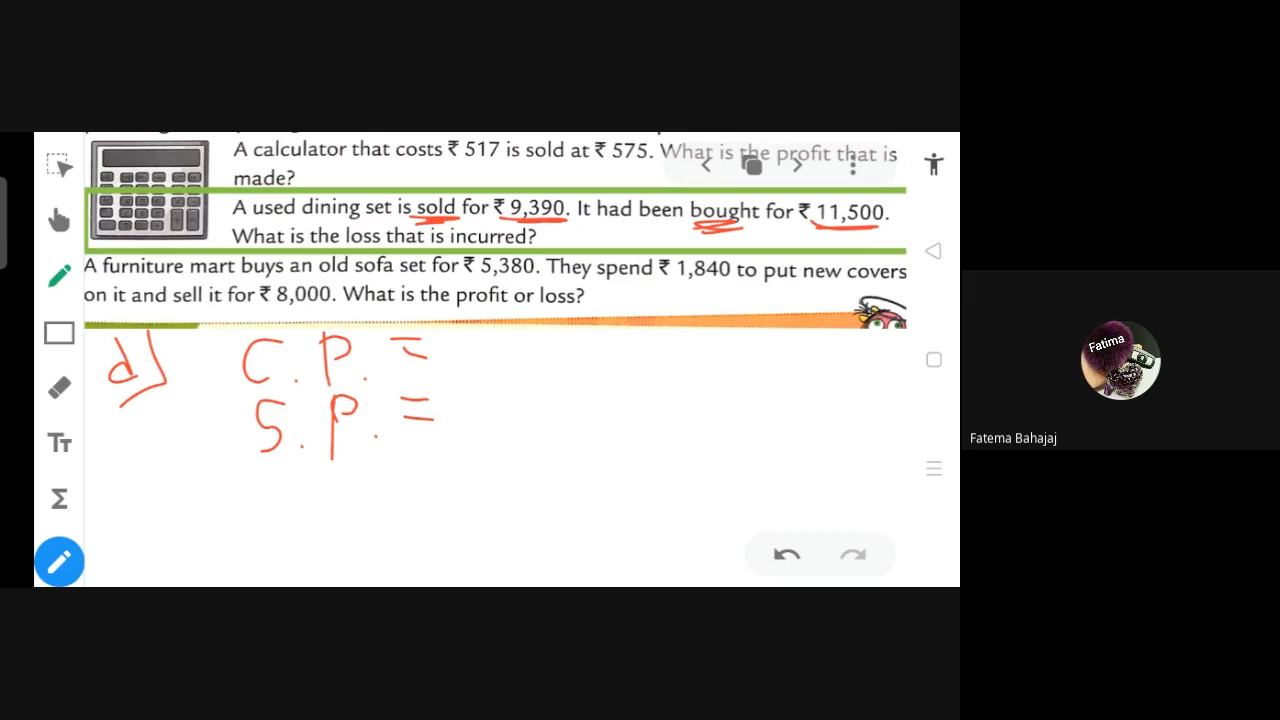 A calculator that costs ₹ 517 is sold at ₹ 575. What is the profit that is
made?
A used dining set is sold for ₹ 9,390. It had been bought for ₹ 11,500.
What is the loss that is incurred?
A furniture mart buys an old sofa set for ₹ 5,380. They spend ₹ 1,840 to put new covers
on it and sell it for ₹ 8,000. What is the profit or loss?
d) C.P. =
S.P. =
TT
Σ
Fatima
Fatema Bahajaj